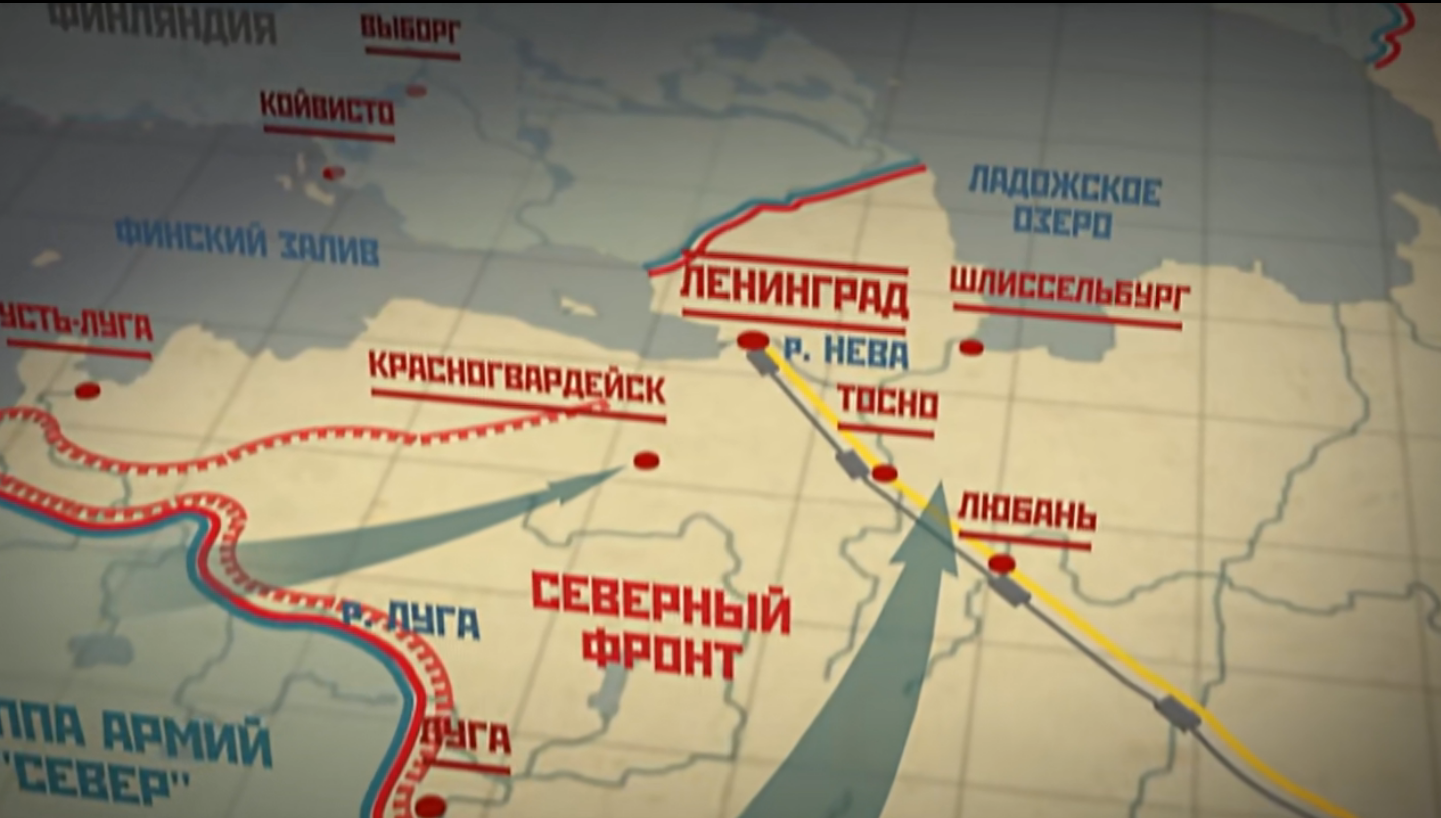 ФИНЛЯНДИЯ
ВЫБОРГ
КОЙВИСТО
ЛАДОЖСКОЕ
ОЗЕРО
ФИНСКИЙ ЗАЛИВ
ЛЕНИНГРАД
ШЛИССЕЛЬБУРГ
УСТЬ-ЛУГА
Р. НЕВА
КРАСНОГВАРДЕЙСК
ТОСНО
ЛЮБАНЬ
СЕВЕРНЫЙ
ФРОНТ
Р. ЛУГА
ППА АРМИЙ
"СЕВЕР"
ЛУГА